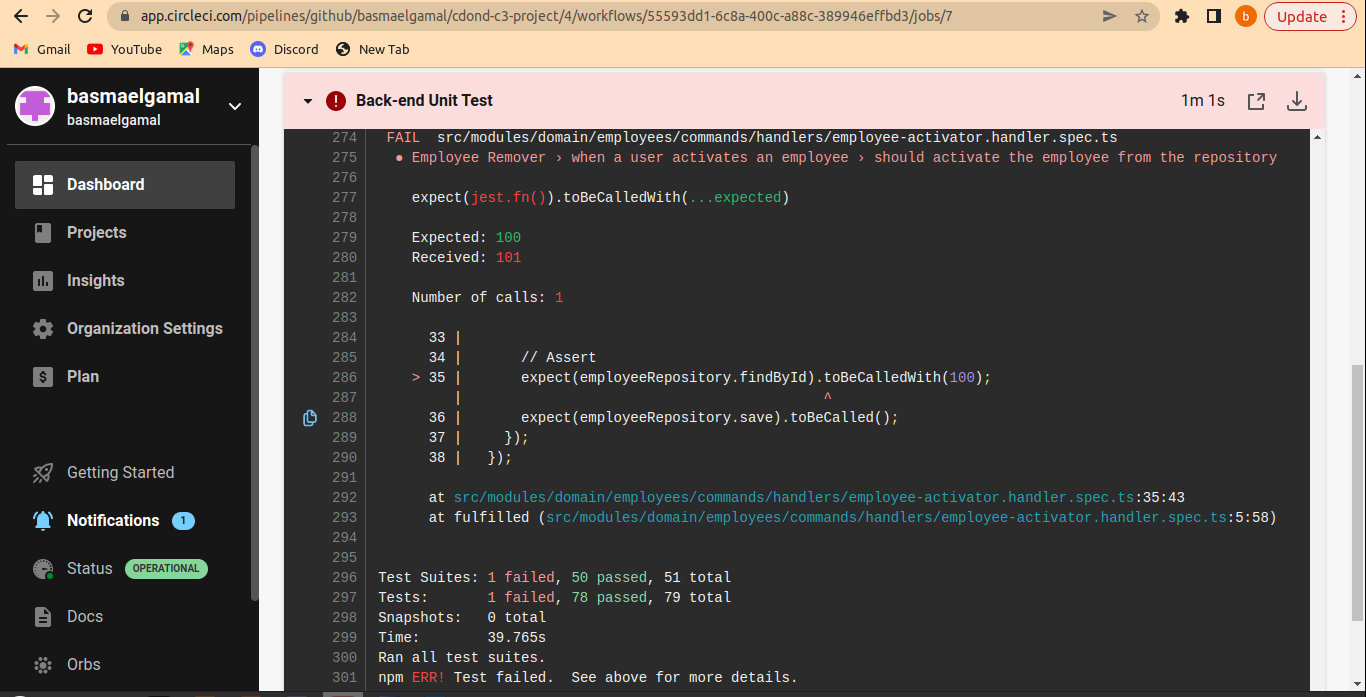 app.circleci.com/pipelines/github/basmaelgamal/cdond-c3-project/4/workflows/55593dd1-6c8a-400c-a88c-389946effbd3/jobs/7
b
Update
Gmail
YouTube
Maps
Discord
New Tab
basmaelgamal
basmaelgamal
Dashboard
Projects
Insights
Organization Settings
Plan
Getting Started
Notifications 1
Status OPERATIONAL
Docs
Orbs
Back-end Unit Test
1m 1s
274 FAIL src/modules/domain/employees/commands/handlers/employee-activator.handler.spec.ts
275 ● Employee Remover › when a user activates an employee › should activate the employee from the repository
276
277 expect(jest.fn()).toBeCalledWith(...expected)
278
279 Expected: 100
280 Received: 101
281
282 Number of calls: 1
283
284 33 |
285 34 | // Assert
286 > 35 | expect(employeeRepository.findById).toBeCalledWith(100);
287 | ^
288 36 | expect(employeeRepository.save).toBeCalled();
289 37 | });
290 38 | });
291
292 at src/modules/domain/employees/commands/handlers/employee-activator.handler.spec.ts:35:43
293 at fulfilled (src/modules/domain/employees/commands/handlers/employee-activator.handler.spec.ts:5:58)
294
295
296 Test Suites: 1 failed, 50 passed, 51 total
297 Tests: 1 failed, 78 passed, 79 total
298 Snapshots: 0 total
299 Time: 39.765s
300 Ran all test suites.
301 npm ERR! Test failed. See above for more details.